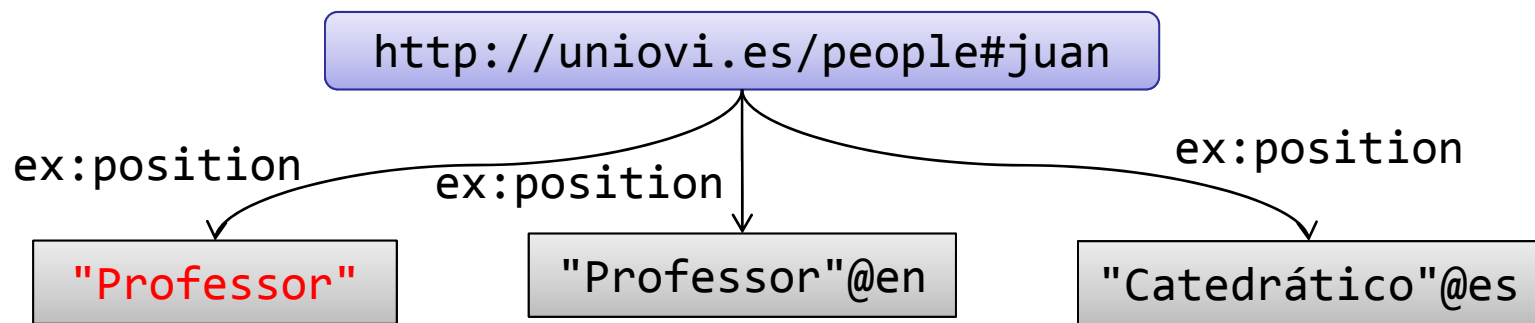 http://uniovi.es/people#juan
ex:position
ex:position
ex:position
"Professor"
"Professor"@en
"Catedrático"@es